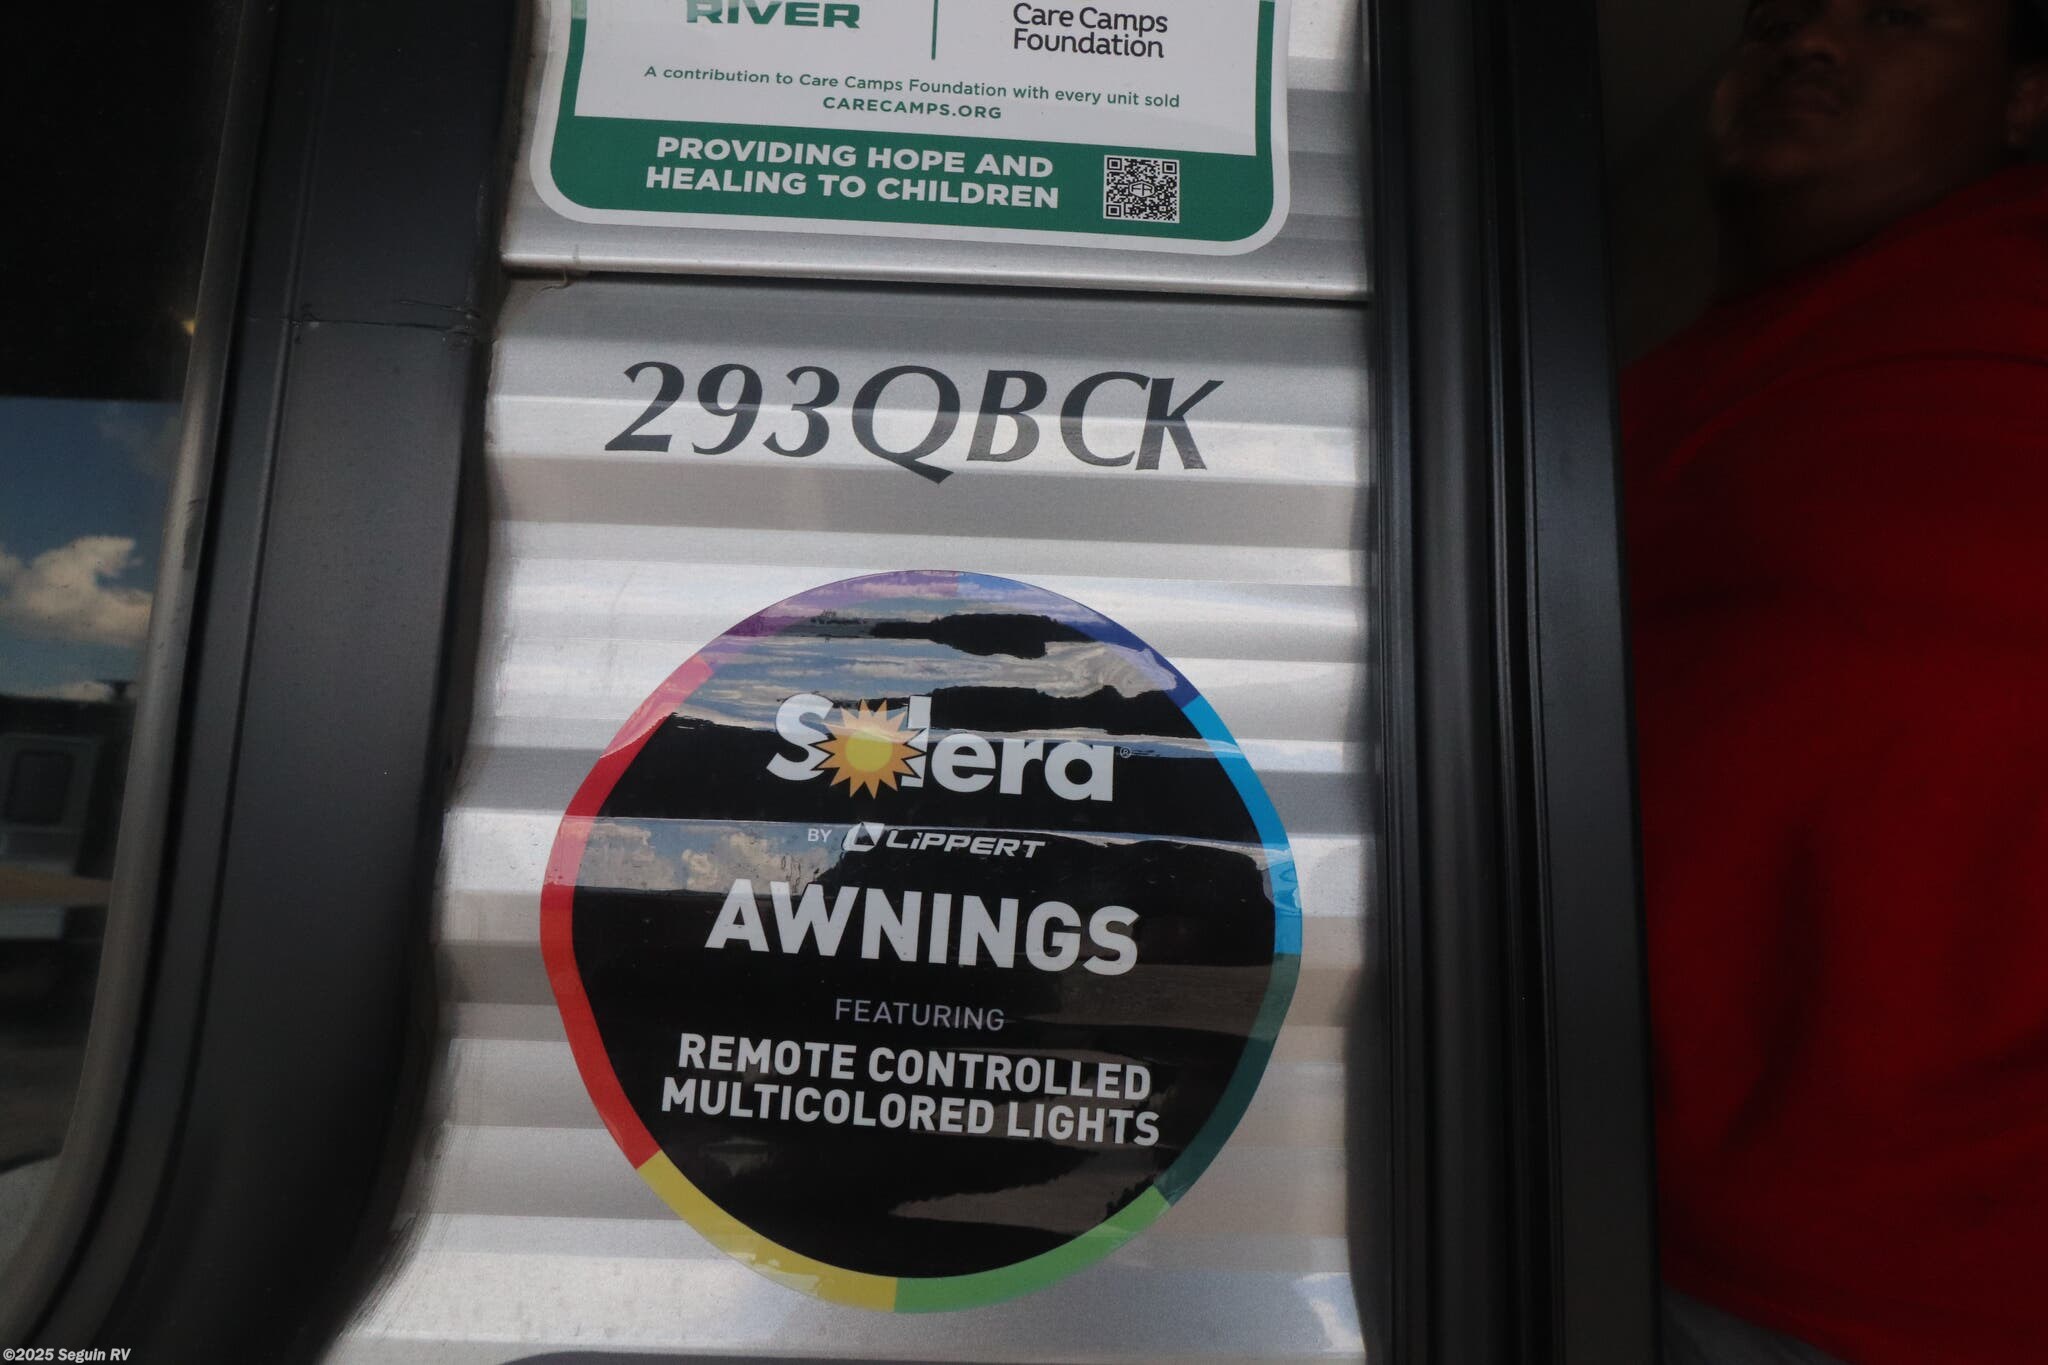 RIVER
Care Camps
Foundation
A contribution to Care Camps Foundation with every unit sold
CARECAMPS.ORG
PROVIDING HOPE AND
HEALING TO CHILDREN
293QBCK
Solera®
BY LIPPERT
AWNINGS
FEATURING
REMOTE CONTROLLED
MULTICOLORED LIGHTS
©2025 Seguin RV